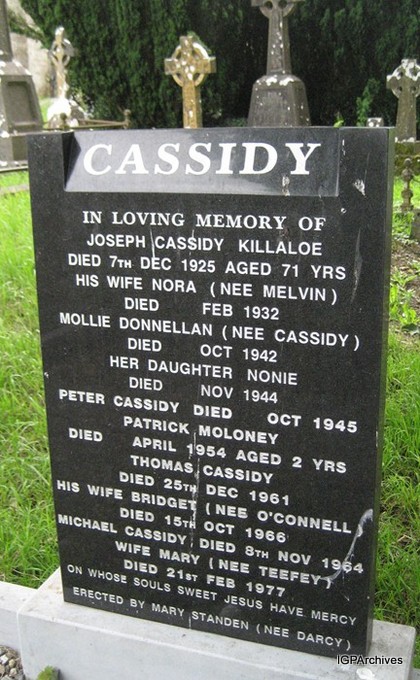 CASSIDY
IN LOVING MEMORY OF
JOSEPH CASSIDY KILLALOE
DIED 7TH DEC 1925 AGED 71 YRS
HIS WIFE NORA (NEE MELVIN)
DIED FEB 1932
MOLLIE DONNELLAN (NEE CASSIDY)
DIED OCT 1942
HER DAUGHTER NONIE
DIED NOV 1944
PETER CASSIDY DIED OCT 1945
PATRICK MOLONEY
DIED APRIL 1954 AGED 2 YRS
THOMAS CASSIDY
DIED 25TH DEC 1961
HIS WIFE BRIDGET (NEE O'CONNELL
DIED 15TH OCT 1966
MICHAEL CASSIDY DIED 8TH NOV 1964
WIFE MARY (NEE TEEFEY)
DIED 21ST FEB 1977
ON WHOSE SOULS SWEET JESUS HAVE MERCY
ERECTED BY MARY STANDEN (NEE DARCY)
IGPArchives